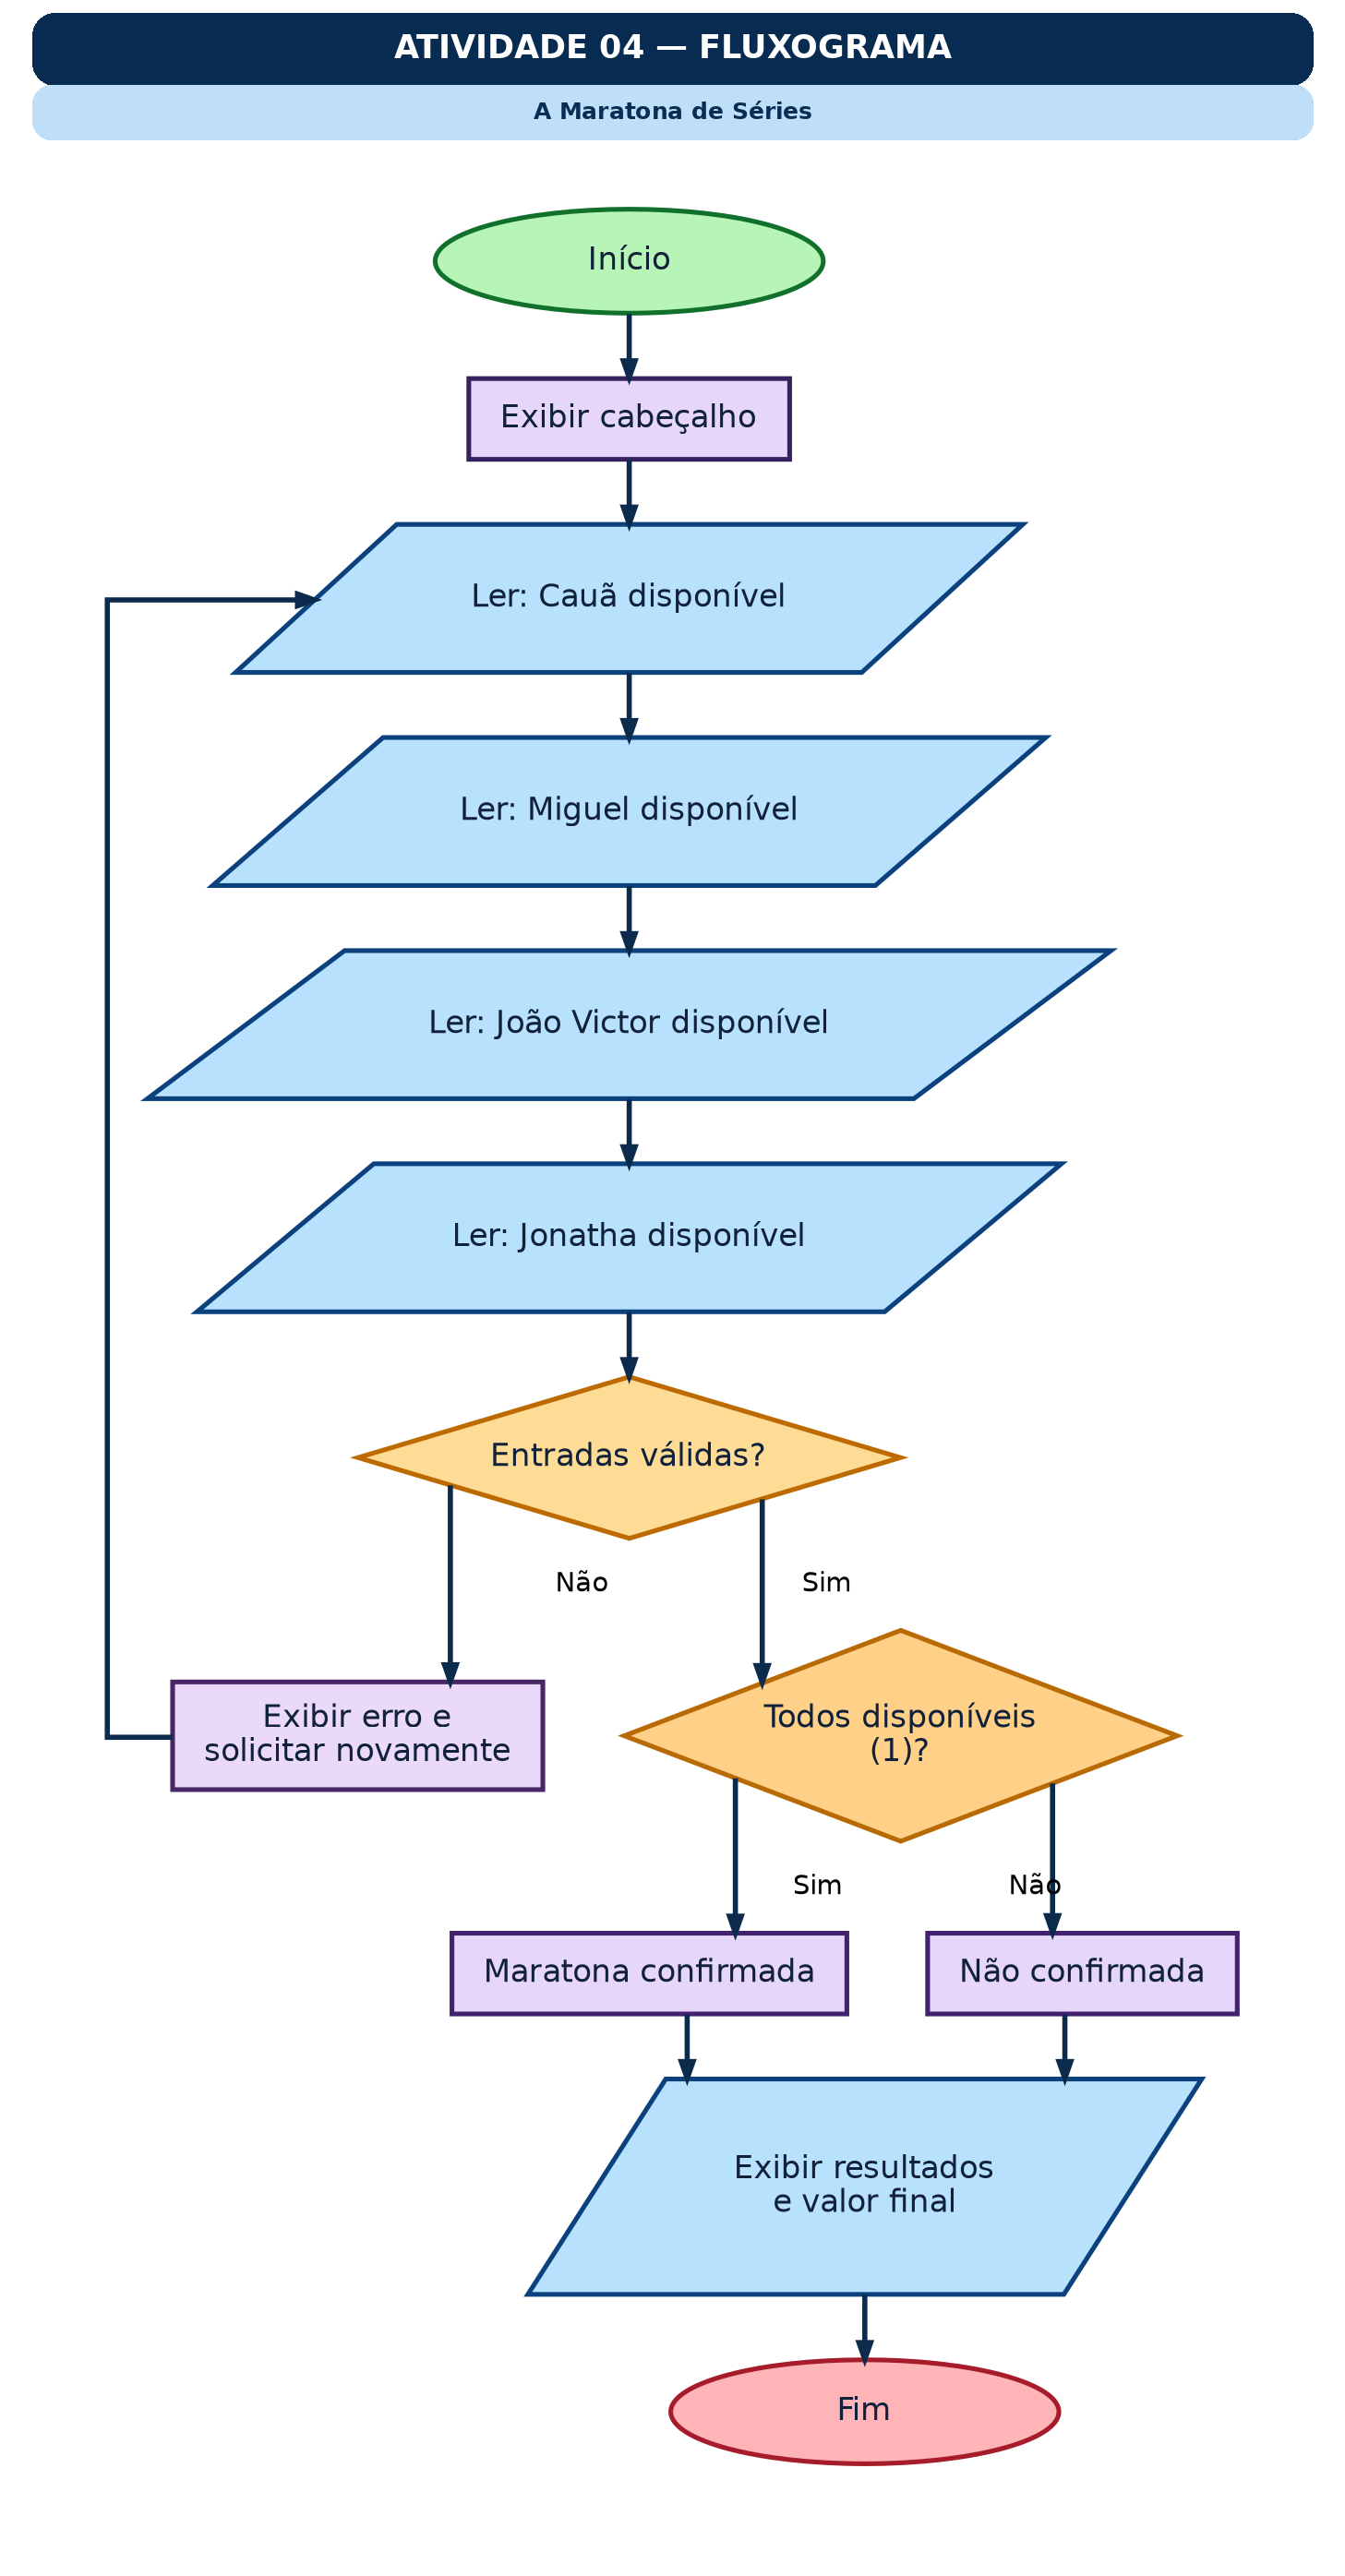 ATIVIDADE 04 — FLUXOGRAMA
A Maratona de Séries
Início
Exibir cabeçalho
Ler: Cauã disponível
Ler: Miguel disponível
Ler: João Victor disponível
Ler: Jonatha disponível
Entradas válidas?
Não
Sim
Exibir erro e
solicitar novamente
Todos disponíveis
(1)?
Sim
Não
Maratona confirmada
Não confirmada
Exibir resultados
e valor final
Fim